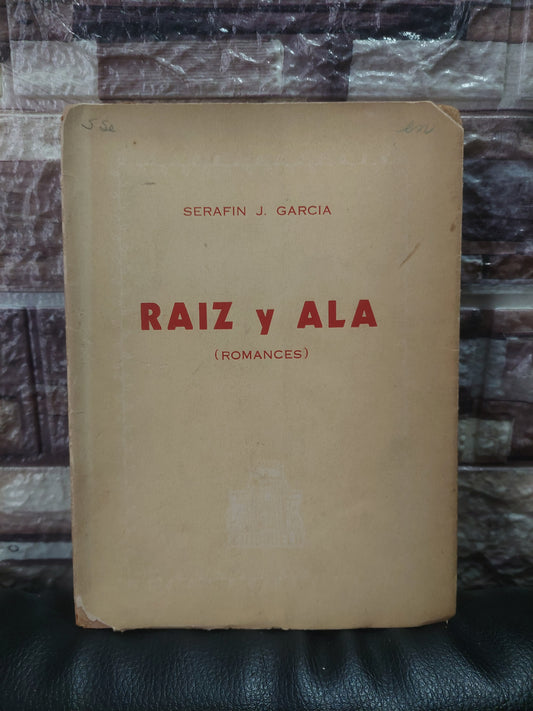 SERAFIN J. GARCIA
RAIZ y ALA
(ROMANCES)